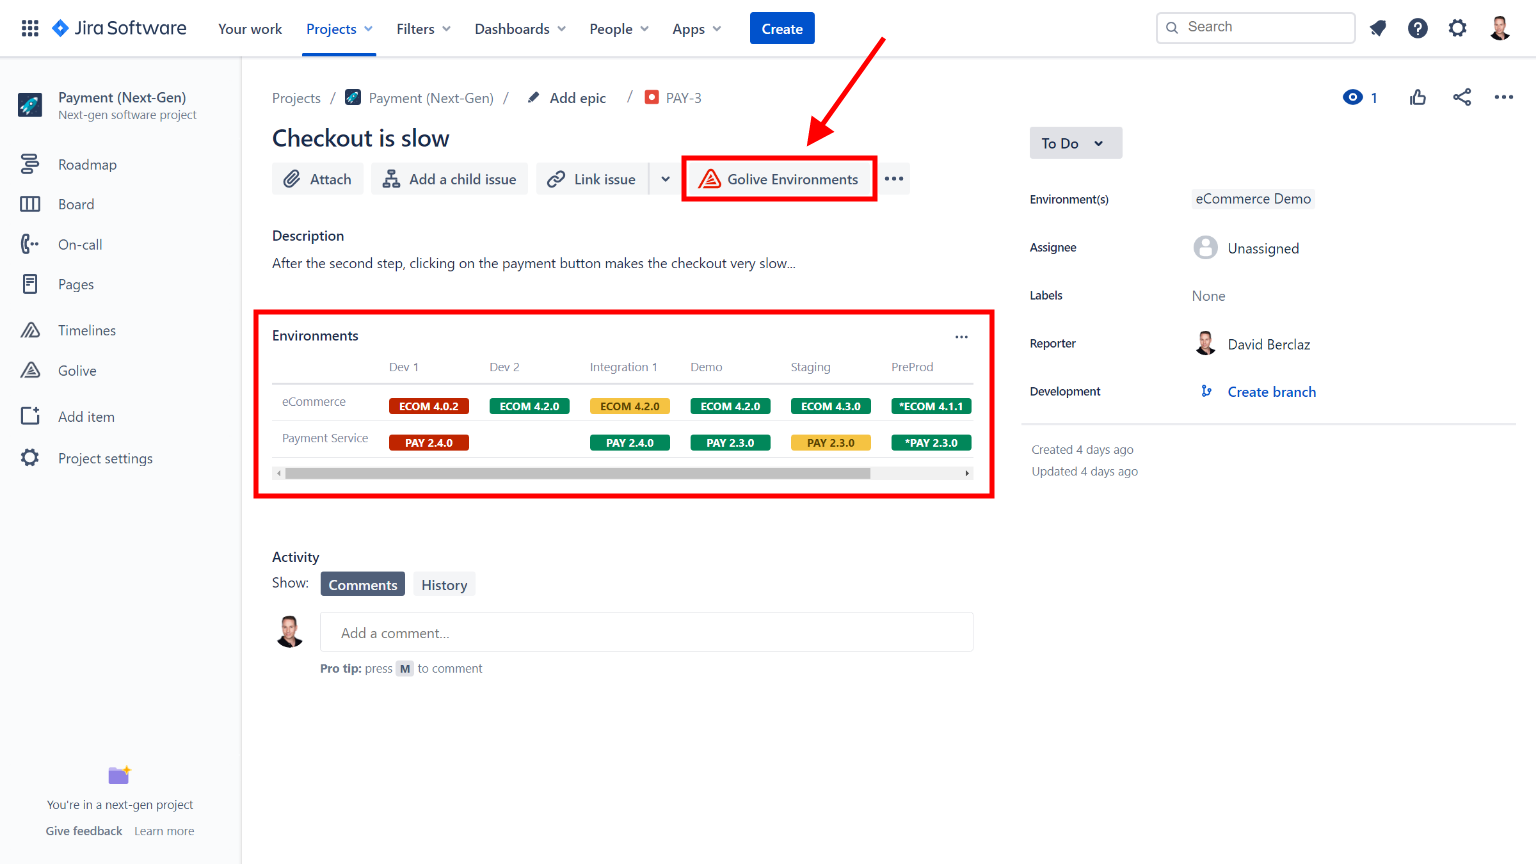 Jira Software Your work Projects Filters Dashboards People Apps Create Search
Payment (Next-Gen)
Next-gen software project
Roadmap
Board
On-call
Pages
Timelines
Golive
Add item
Project settings
You're in a next-gen project
Give feedback Learn more
Projects / Payment (Next-Gen) / Add epic / PAY-3
1
Checkout is slow
Attach Add a child issue Link issue Golive Environments
Description
After the second step, clicking on the payment button makes the checkout very slow...
Environments
Dev 1 Dev 2 Integration 1 Demo Staging PreProd
eCommerce ECOM 4.0.2 ECOM 4.2.0 ECOM 4.2.0 ECOM 4.2.0 ECOM 4.3.0 *ECOM 4.1.1
Payment Service PAY 2.4.0 PAY 2.4.0 PAY 2.3.0 PAY 2.3.0 *PAY 2.3.0
Activity
Show: Comments History
Add a comment...
Pro tip: press M to comment
To Do
Environment(s) eCommerce Demo
Assignee Unassigned
Labels None
Reporter David Berclaz
Development Create branch
Created 4 days ago
Updated 4 days ago